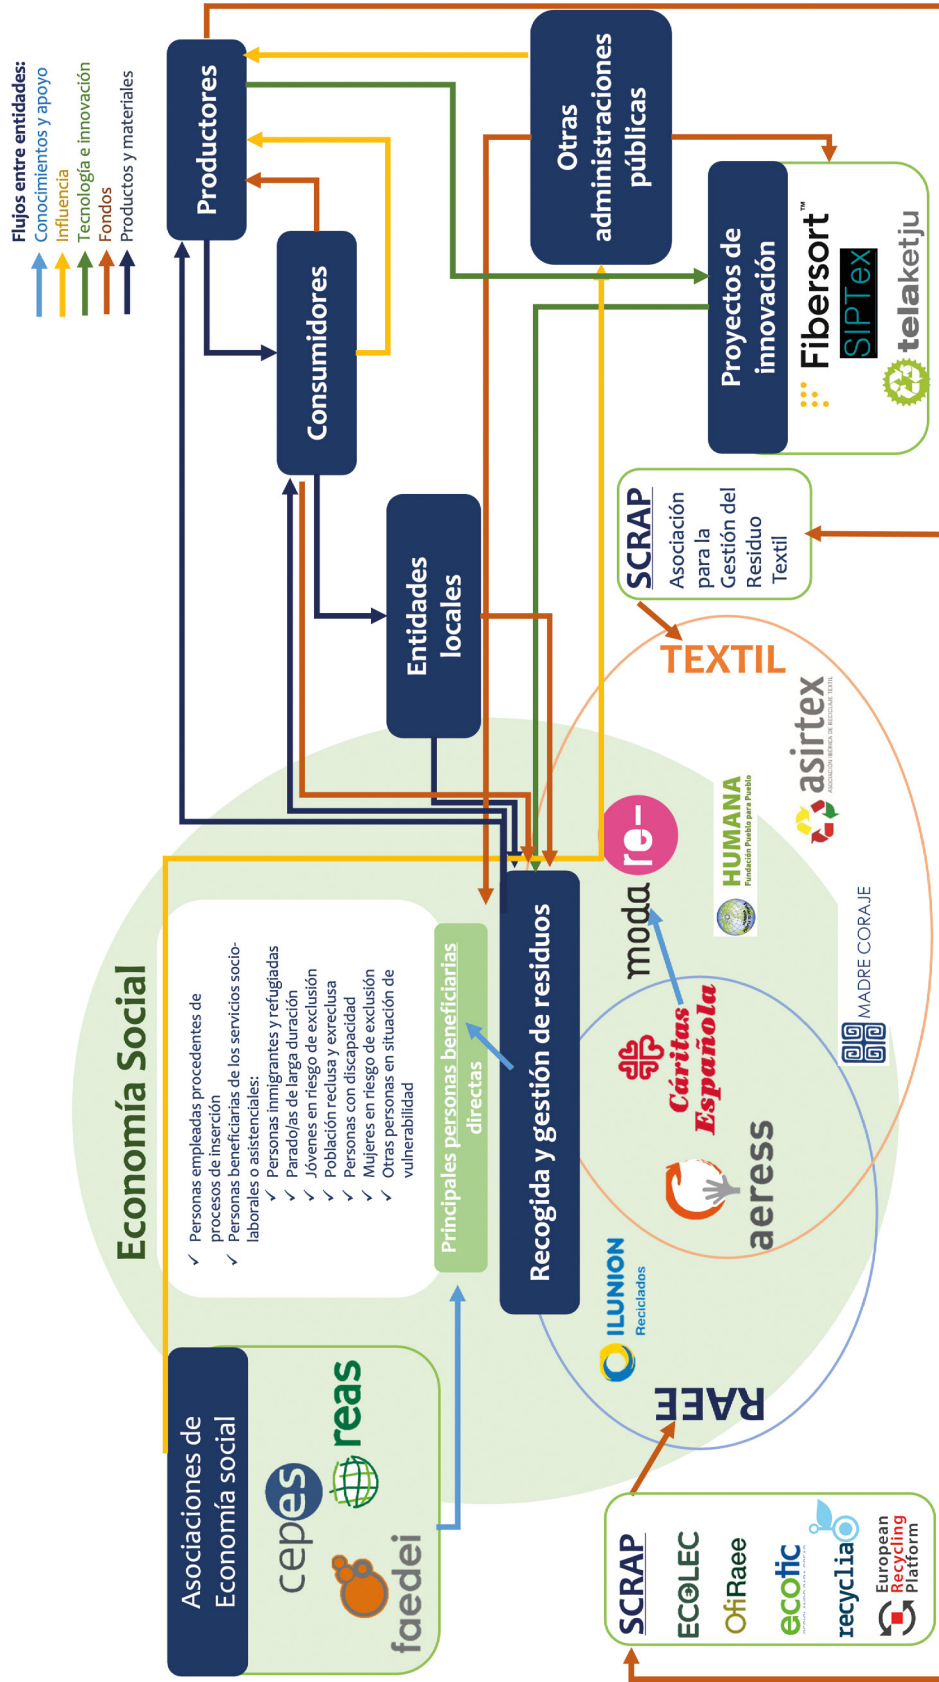 Economía Social
Flujos entre entidades:
Conocimientos y apoyo
Influencia
Tecnología e innovación
Fondos
Productos y materiales
Asociaciones de
Economía social
cepes
reas
faedei
✓ Personas empleadas procedentes de
procesos de inserción
✓ Personas beneficiarias de los servicios socio-
laborales o asistenciales:
✓ Personas inmigrantes y refugiadas
✓ Parado/as de larga duración
✓ Jóvenes en riesgo de exclusión
✓ Población reclusa y exreclusa
✓ Personas con discapacidad
✓ Mujeres en riesgo de exclusión
✓ Otras personas en situación de
vulnerabilidad
Principales personas beneficiarias
directas
Productores
Consumidores
Entidades
locales
Recogida y gestión de residuos
Otras
administraciones
públicas
Proyectos de
innovación
Fibersort™
SIPTex
telaketju
SCRAP
Asociación
para la
Gestión del
Residuo
Textil
TEXTIL
moda re-
HUMANA
Fundación Pueblo para Pueblo
asirtex
ASOCIACIÓN IBÉRICA DE RECICLAJE TEXTIL
MADRE CORAJE
Cáritas
Española
aeress
ILUNION
Reciclados
RAEE
SCRAP
ECOLEC
OfiRaee
ecotic
recyclia
European
Recycling
Platform